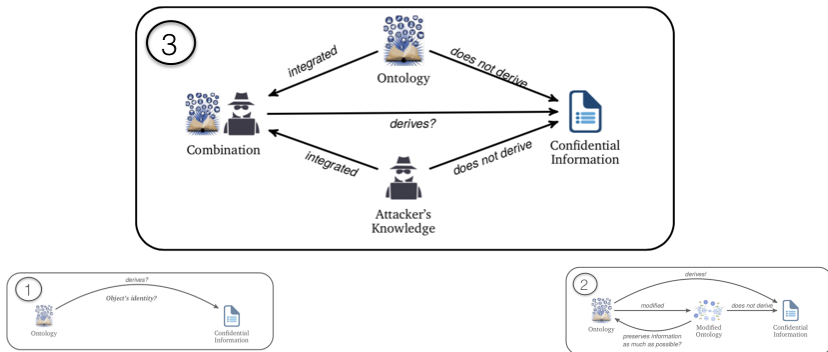 3
integrated
does not derive
Ontology
derives?
Combination
Confidential
Information
integrated
does not derive
Attacker's
Knowledge
1
derives?
Object's identity?
Ontology
Confidential
Information
2
derives!
modified
does not derive
Ontology
Modified
Ontology
Confidential
Information
preserves information
as much as possible?